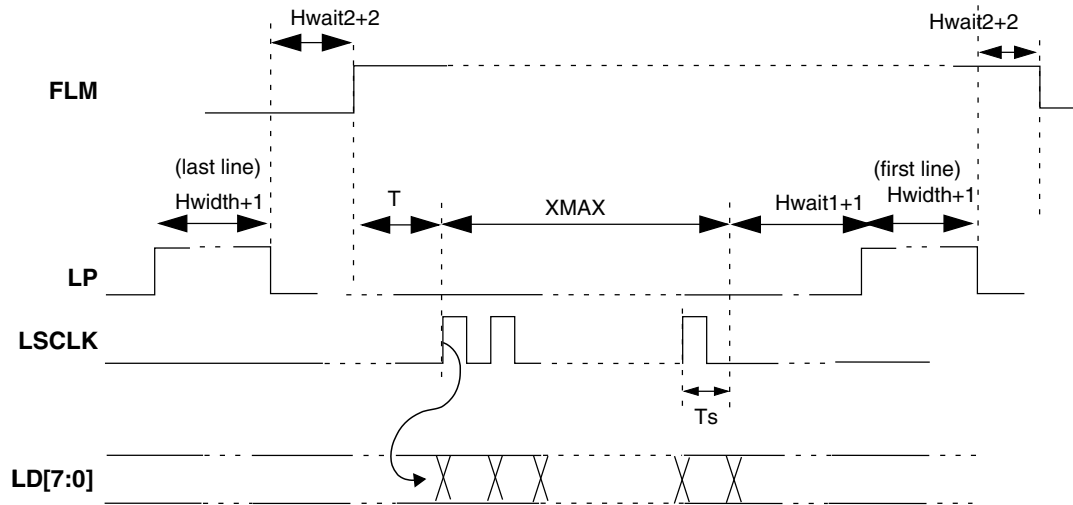 Hwait2+2
Hwait2+2
FLM
(last line)
Hwidth+1
T
XMAX
Hwait1+1
(first line)
Hwidth+1
LP
LSCLK
Ts
LD[7:0]